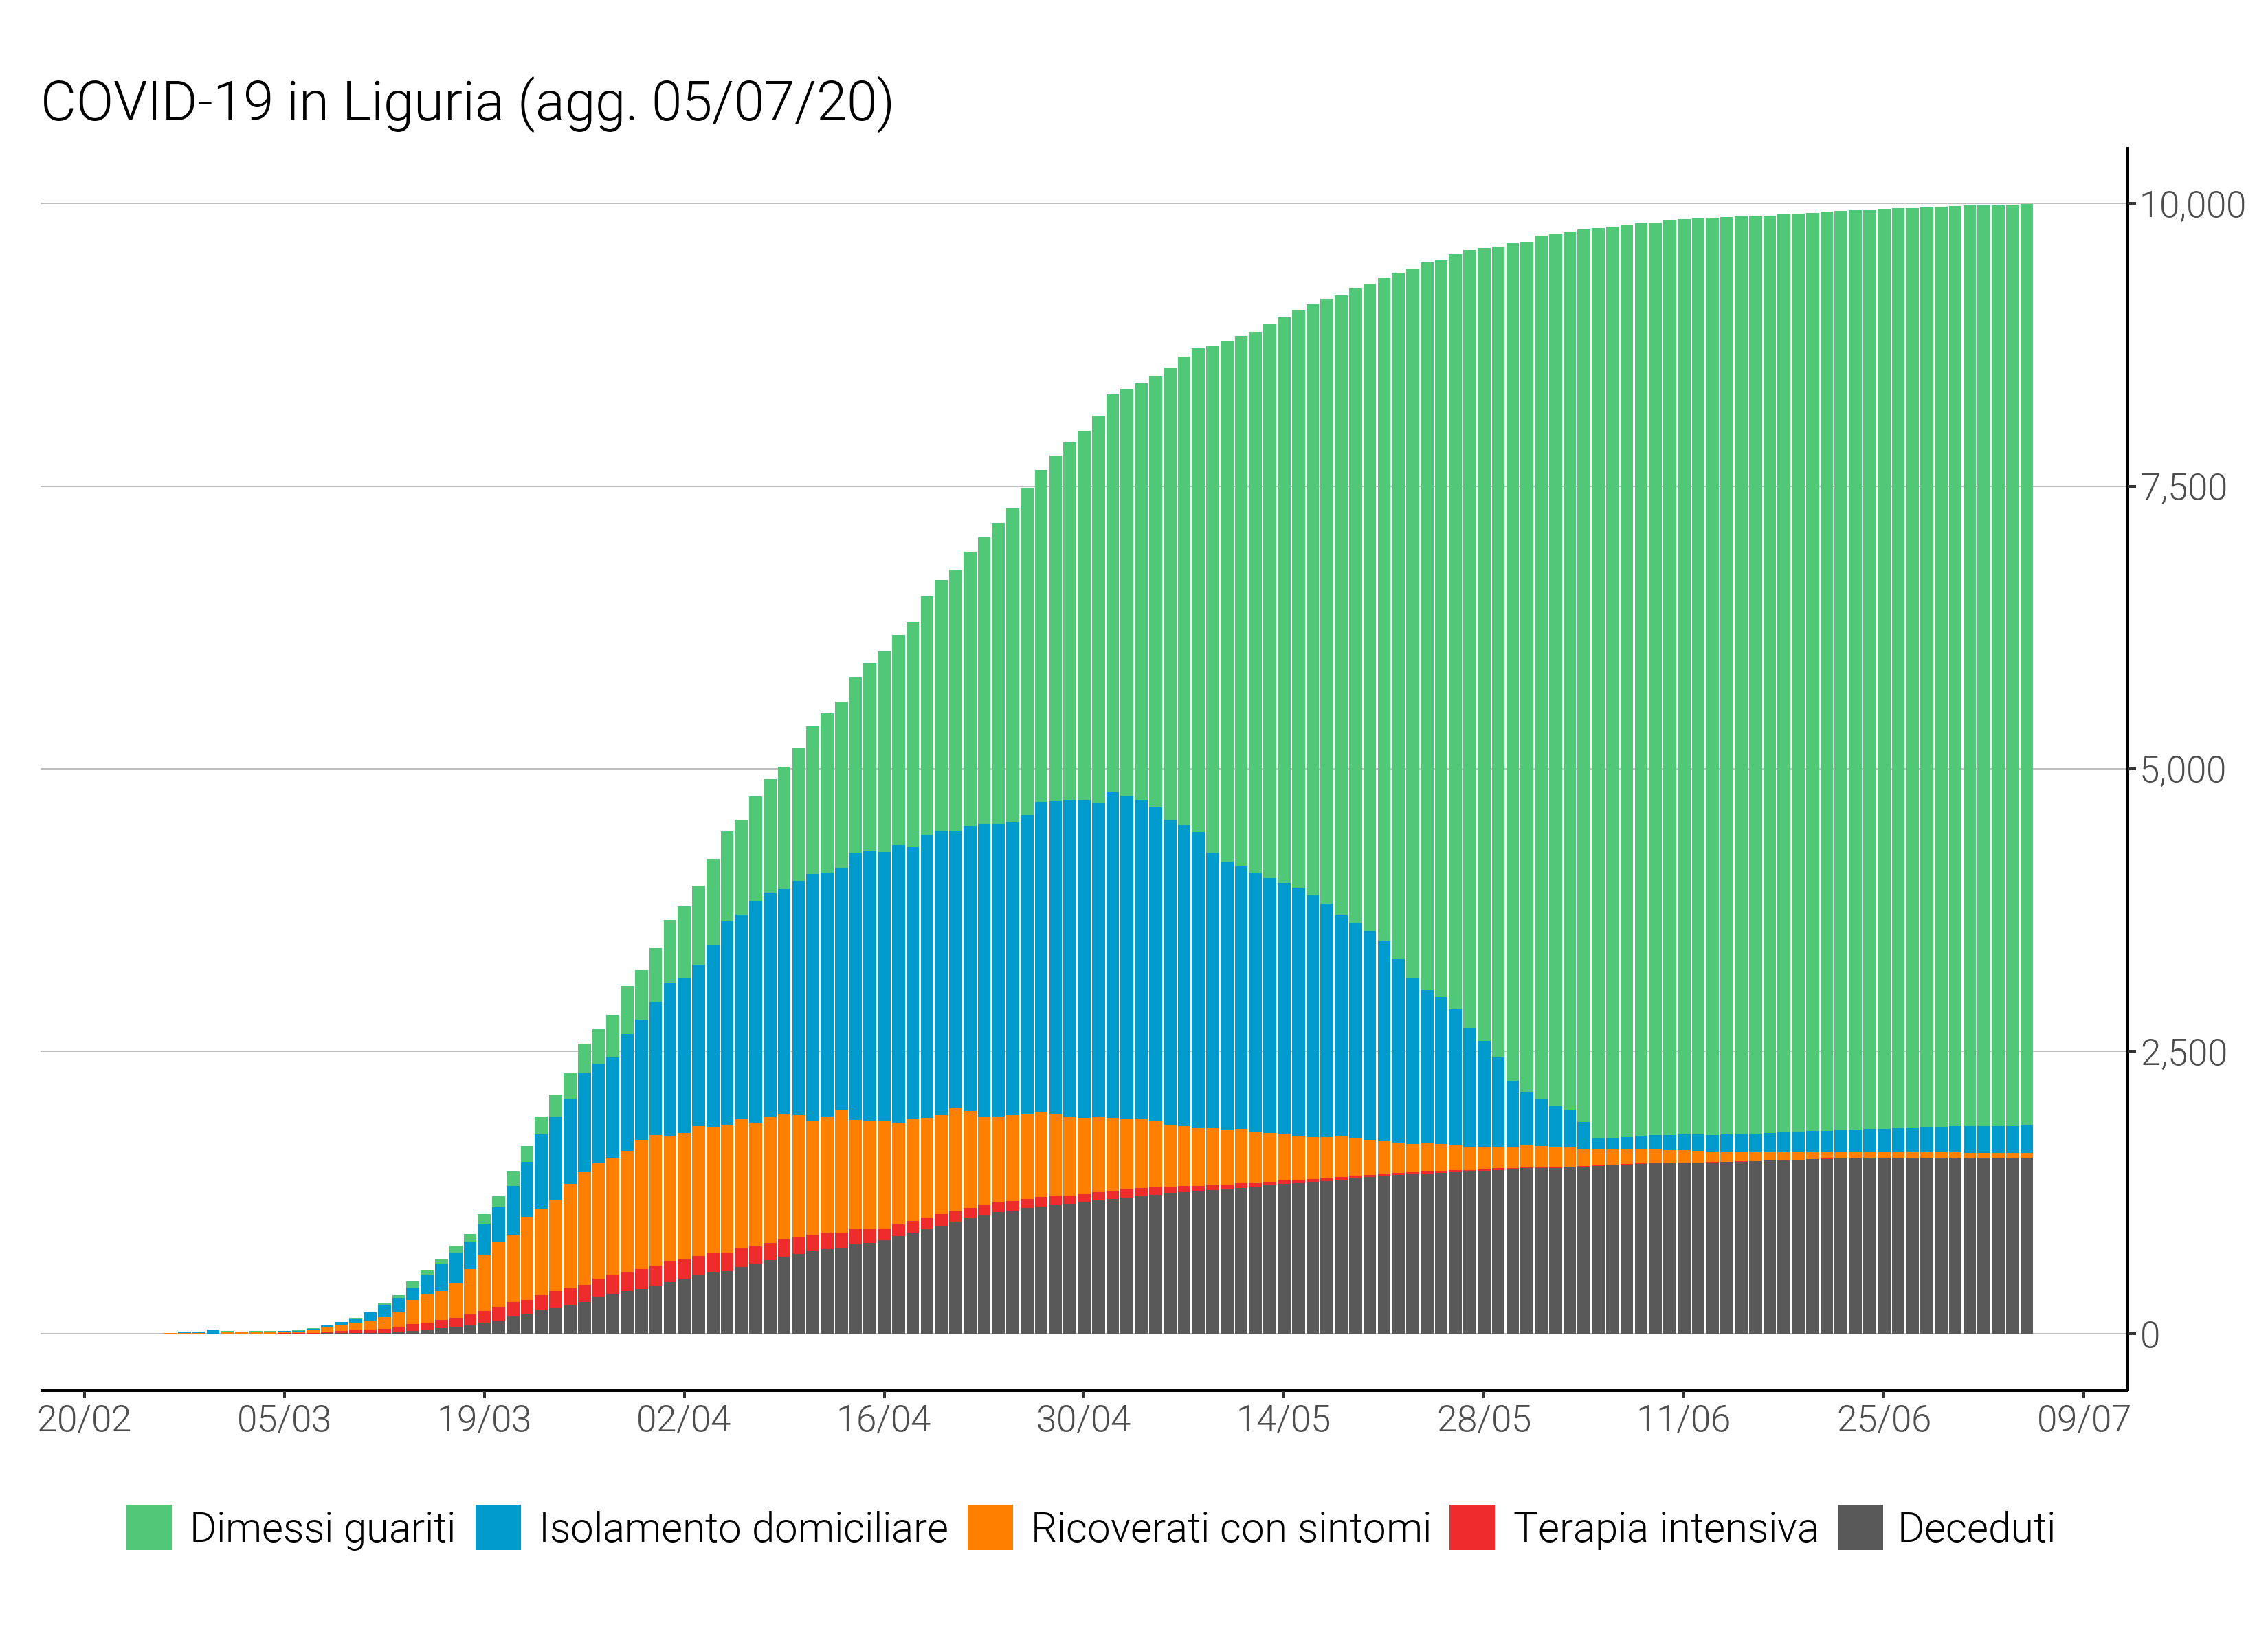 COVID-19 in Liguria (agg. 05/07/20)
10,000
7,500
5,000
2,500
0
20/02 05/03 19/03 02/04 16/04 30/04 14/05 28/05 11/06 25/06 09/07
Dimessi guariti Isolamento domiciliare Ricoverati con sintomi Terapia intensiva Deceduti